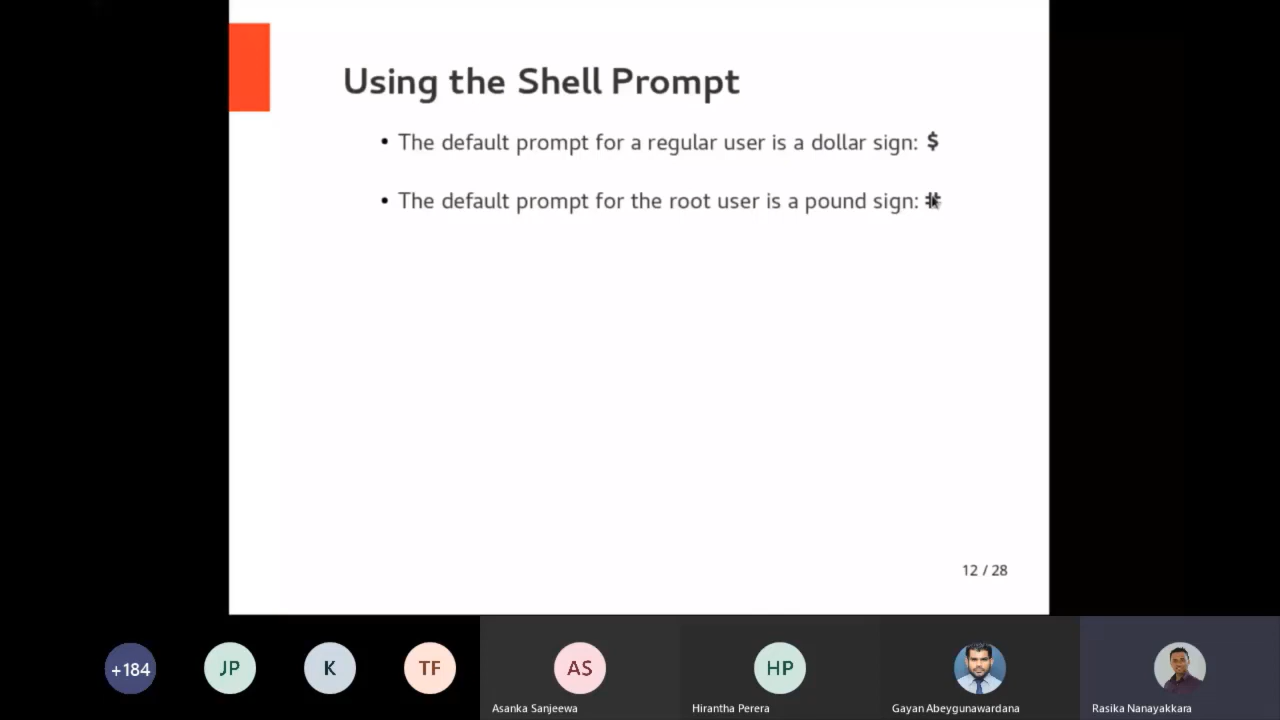 Using the Shell Prompt
• The default prompt for a regular user is a dollar sign: $
• The default prompt for the root user is a pound sign: #
12 / 28
+184
JP
K
TF
AS
HP
Asanka Sanjeewa
Hirantha Perera
Gayan Abeygunawardana
Rasika Nanayakkara